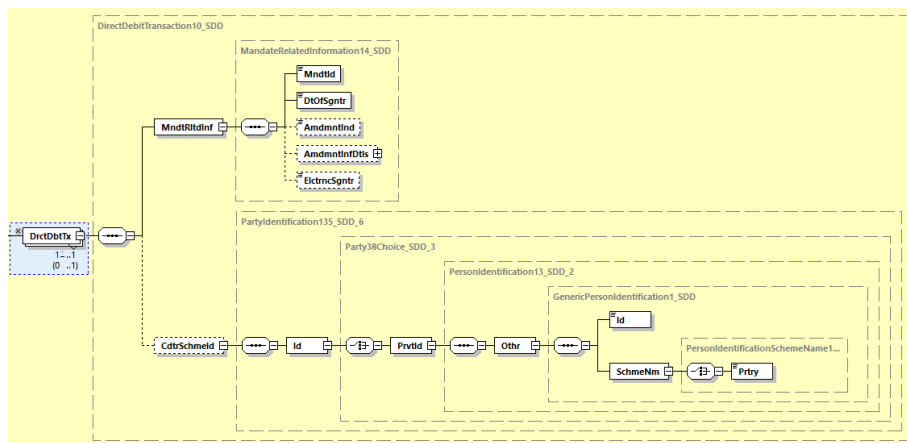 DirectDebitTransaction10_SDD
MandateRelatedInformation14_SDD
MndtId
DtOfSgntr
MndtRltdInf
AmdmntInd
AmdmntInfDtls
ElctrncSgntr
PartyIdentification135_SDD_6
DrctDbtTx
Party38Choice_SDD_3
1..1
(0 ..1)
PersonIdentification13_SDD_2
GenericPersonIdentification1_SDD
Id
PersonIdentificationSchemeName1...
CdtrSchmeId
Id
PrvtId
Othr
SchmeNm
Prtry